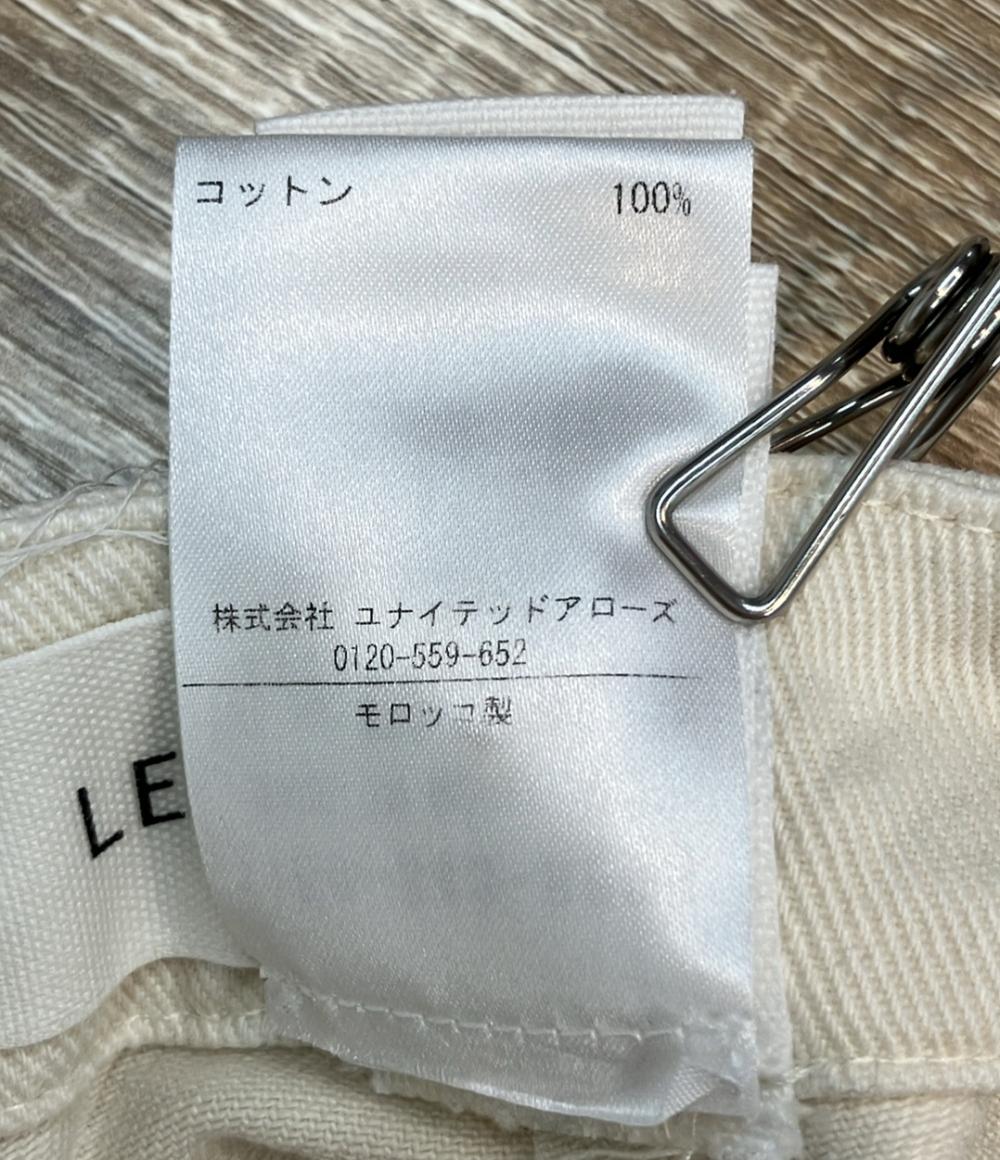 コットン 100%
株式会社 ユナイテッドアローズ
0120-559-652
モロッコ製
LE